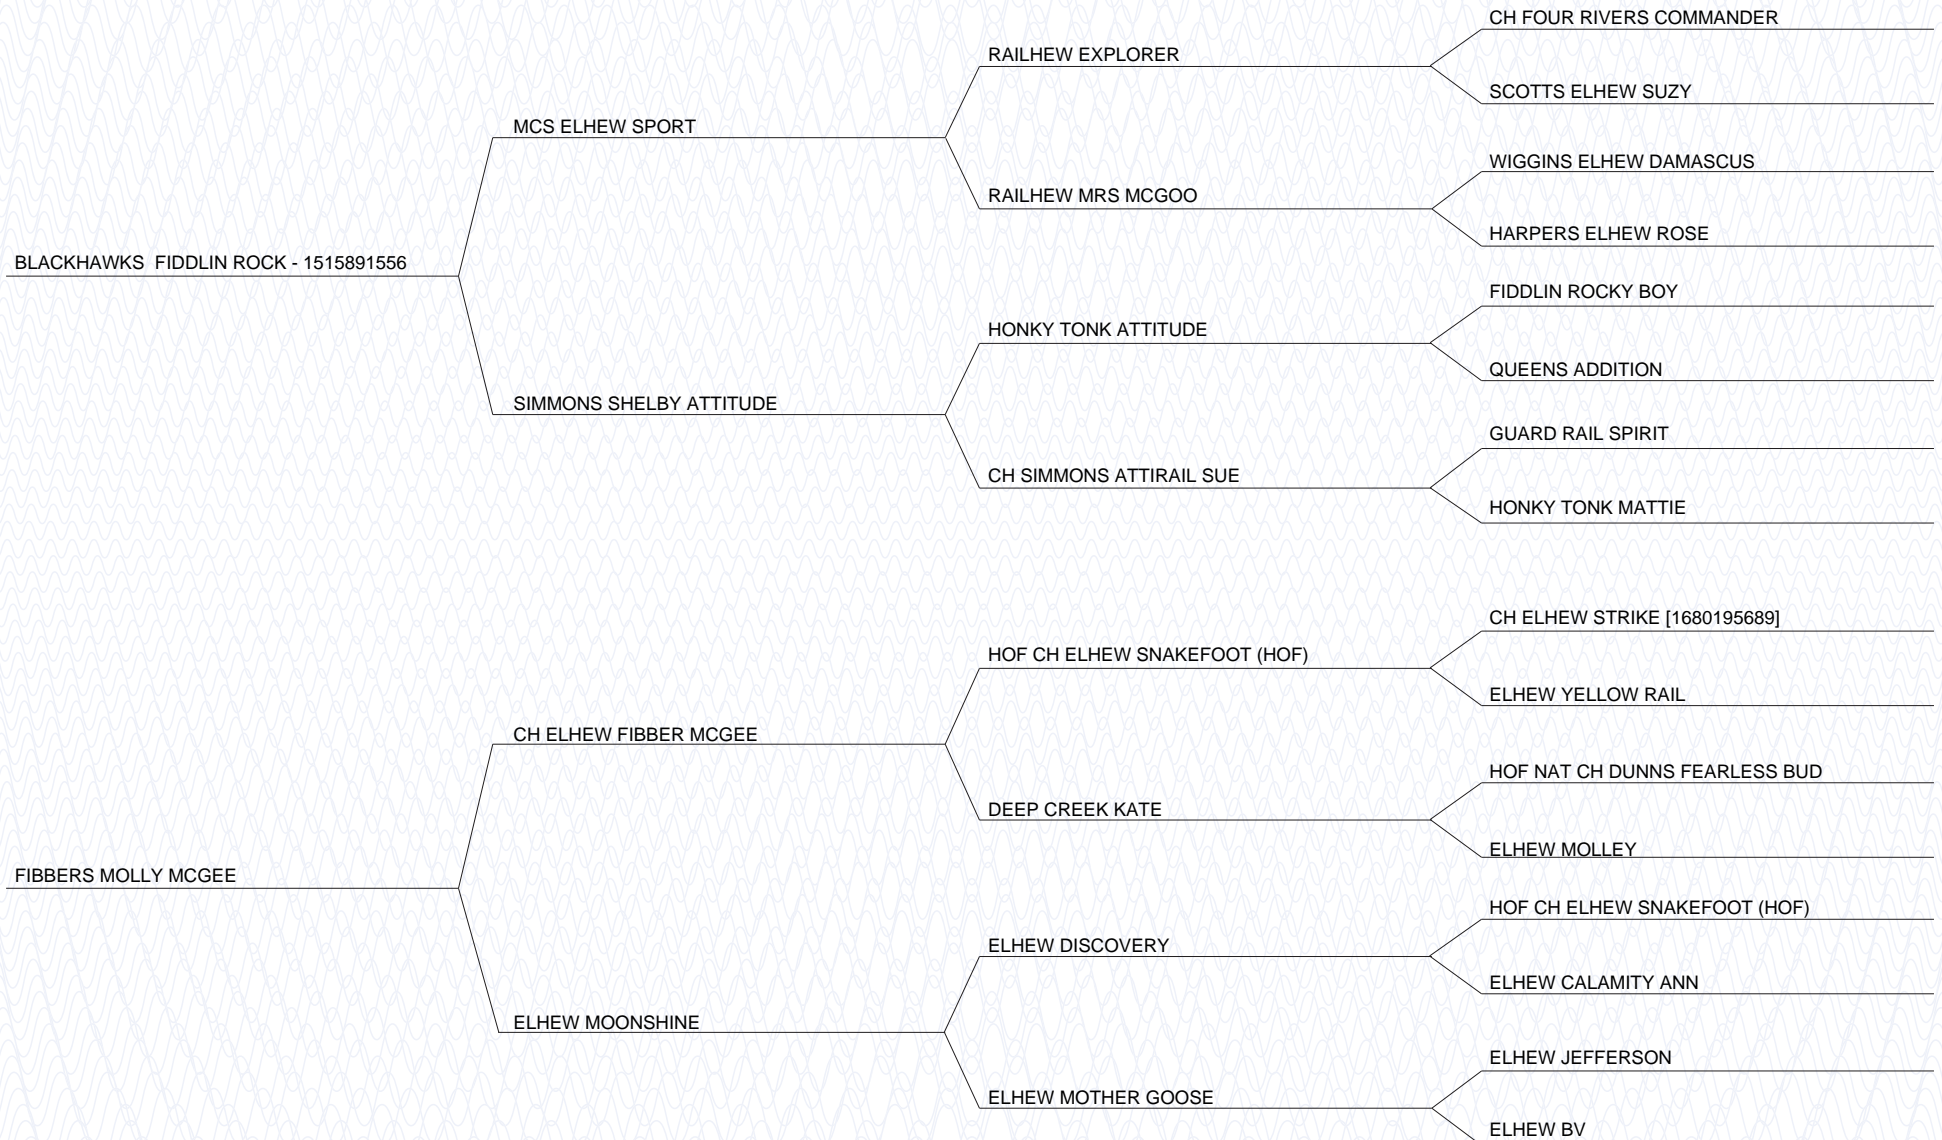 CH FOUR RIVERS COMMANDER
RAILHEW EXPLORER
SCOTTS ELHEW SUZY
MCS ELHEW SPORT
WIGGINS ELHEW DAMASCUS
RAILHEW MRS MCGOO
HARPERS ELHEW ROSE
BLACKHAWKS  FIDDLIN ROCK - 1515891556
FIDDLIN ROCKY BOY
HONKY TONK ATTITUDE
QUEENS ADDITION
SIMMONS SHELBY ATTITUDE
GUARD RAIL SPIRIT
CH SIMMONS ATTIRAIL SUE
HONKY TONK MATTIE
CH ELHEW STRIKE [1680195689]
HOF CH ELHEW SNAKEFOOT (HOF)
ELHEW YELLOW RAIL
CH ELHEW FIBBER MCGEE
HOF NAT CH DUNNS FEARLESS BUD
DEEP CREEK KATE
ELHEW MOLLEY
FIBBERS MOLLY MCGEE
HOF CH ELHEW SNAKEFOOT (HOF)
ELHEW DISCOVERY
ELHEW CALAMITY ANN
ELHEW MOONSHINE
ELHEW JEFFERSON
ELHEW MOTHER GOOSE
ELHEW BV